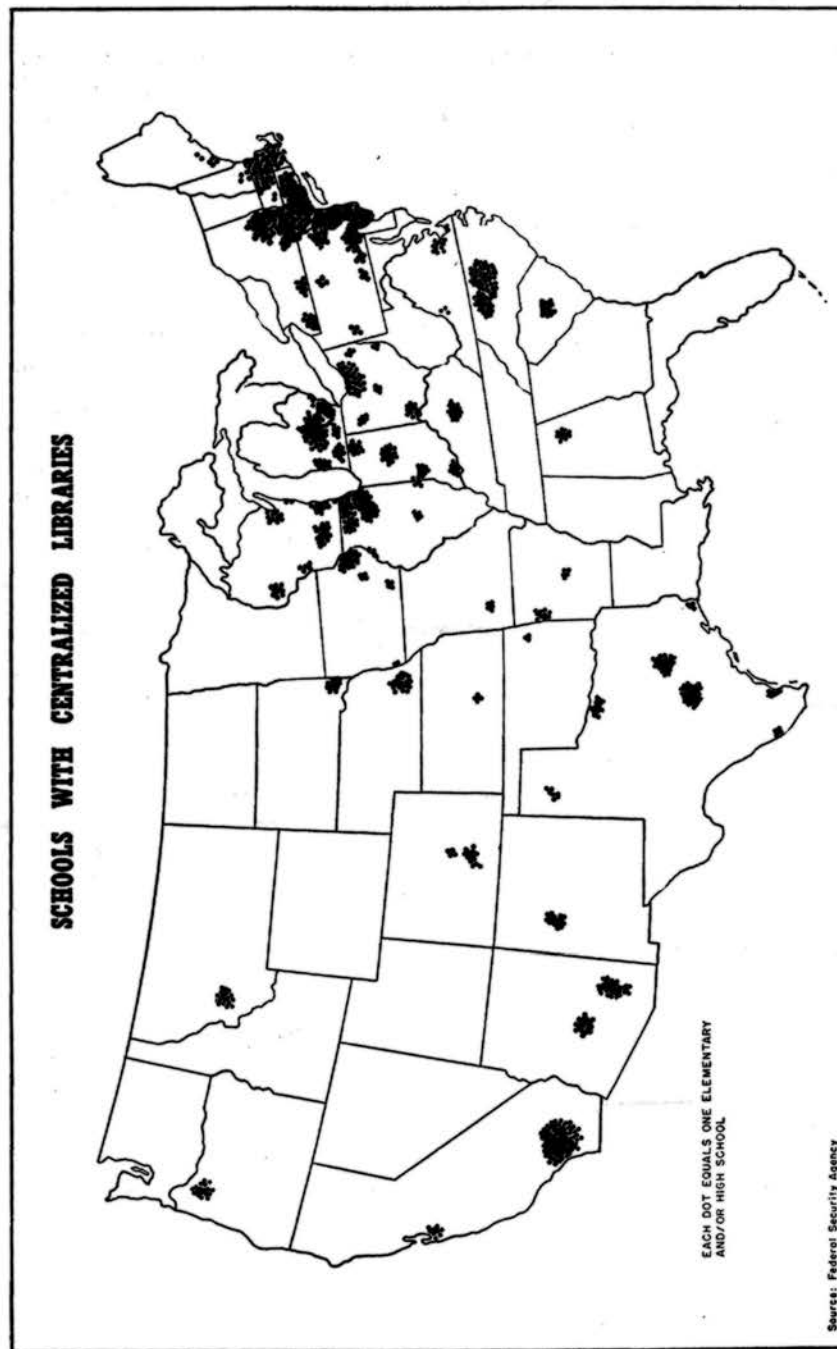 SCHOOLS WITH CENTRALIZED LIBRARIES
EACH DOT EQUALS ONE ELEMENTARY
AND/OR HIGH SCHOOL
Source: Federal Security Agency